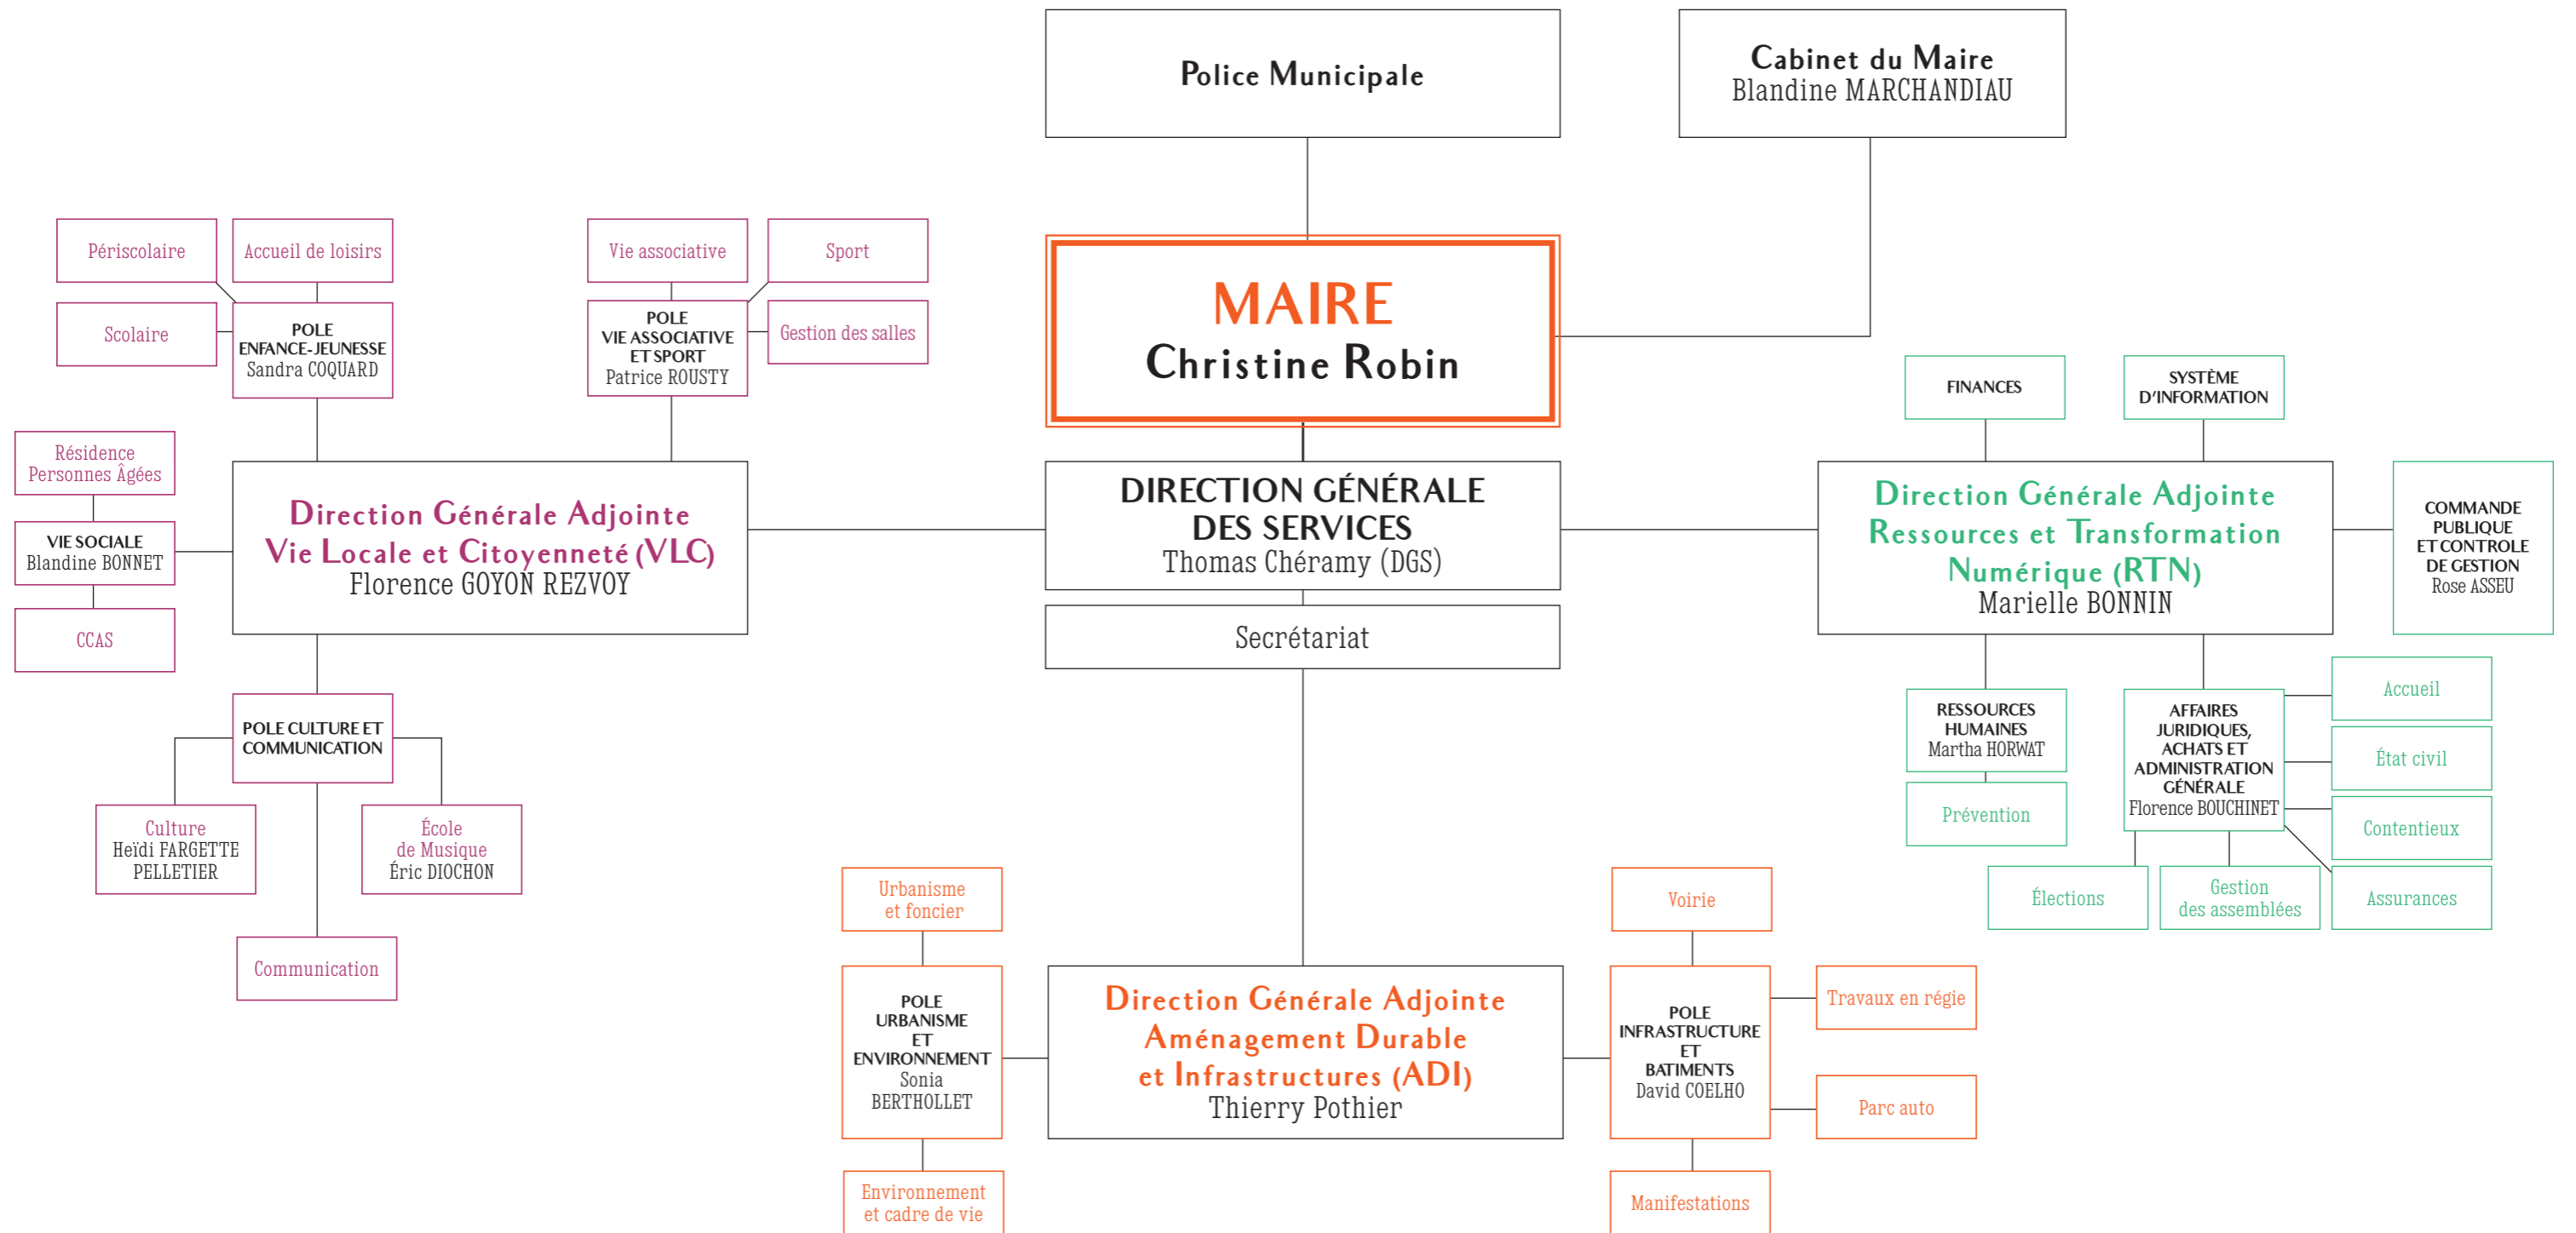 Police Municipale
Cabinet du Maire
Blandine MARCHANDIAU
MAIRE
Christine Robin
Périscolaire
Accueil de loisirs
Scolaire
POLE
ENFANCE-JEUNESSE
Sandra COQUARD
Vie associative
Sport
POLE
VIE ASSOCIATIVE
ET SPORT
Patrice ROUSTY
Gestion des salles
Résidence
Personnes Âgées
VIE SOCIALE
Blandine BONNET
CCAS
Direction Générale Adjointe
Vie Locale et Citoyenneté (VLC)
Florence GOYON REZVOY
DIRECTION GÉNÉRALE
DES SERVICES
Thomas Chéramy (DGS)
Secrétariat
FINANCES
SYSTÈME
D'INFORMATION
Direction Générale Adjointe
Ressources et Transformation
Numérique (RTN)
Marielle BONNIN
COMMANDE
PUBLIQUE
ET CONTROLE
DE GESTION
Rose ASSEU
POLE CULTURE ET
COMMUNICATION
Culture
Heïdi FARGETTE
PELLETIER
École
de Musique
Éric DIOCHON
Communication
RESSOURCES
HUMAINES
Martha HORWAT
Prévention
AFFAIRES
JURIDIQUES,
ACHATS ET
ADMINISTRATION
GÉNÉRALE
Florence BOUCHINET
Accueil
État civil
Contentieux
Élections
Gestion
des assemblées
Assurances
Urbanisme
et foncier
POLE
URBANISME
ET
ENVIRONNEMENT
Sonia
BERTHOLLET
Environnement
et cadre de vie
Direction Générale Adjointe
Aménagement Durable
et Infrastructures (ADI)
Thierry Pothier
Voirie
POLE
INFRASTRUCTURE
ET
BATIMENTS
David COELHO
Travaux en régie
Parc auto
Manifestations